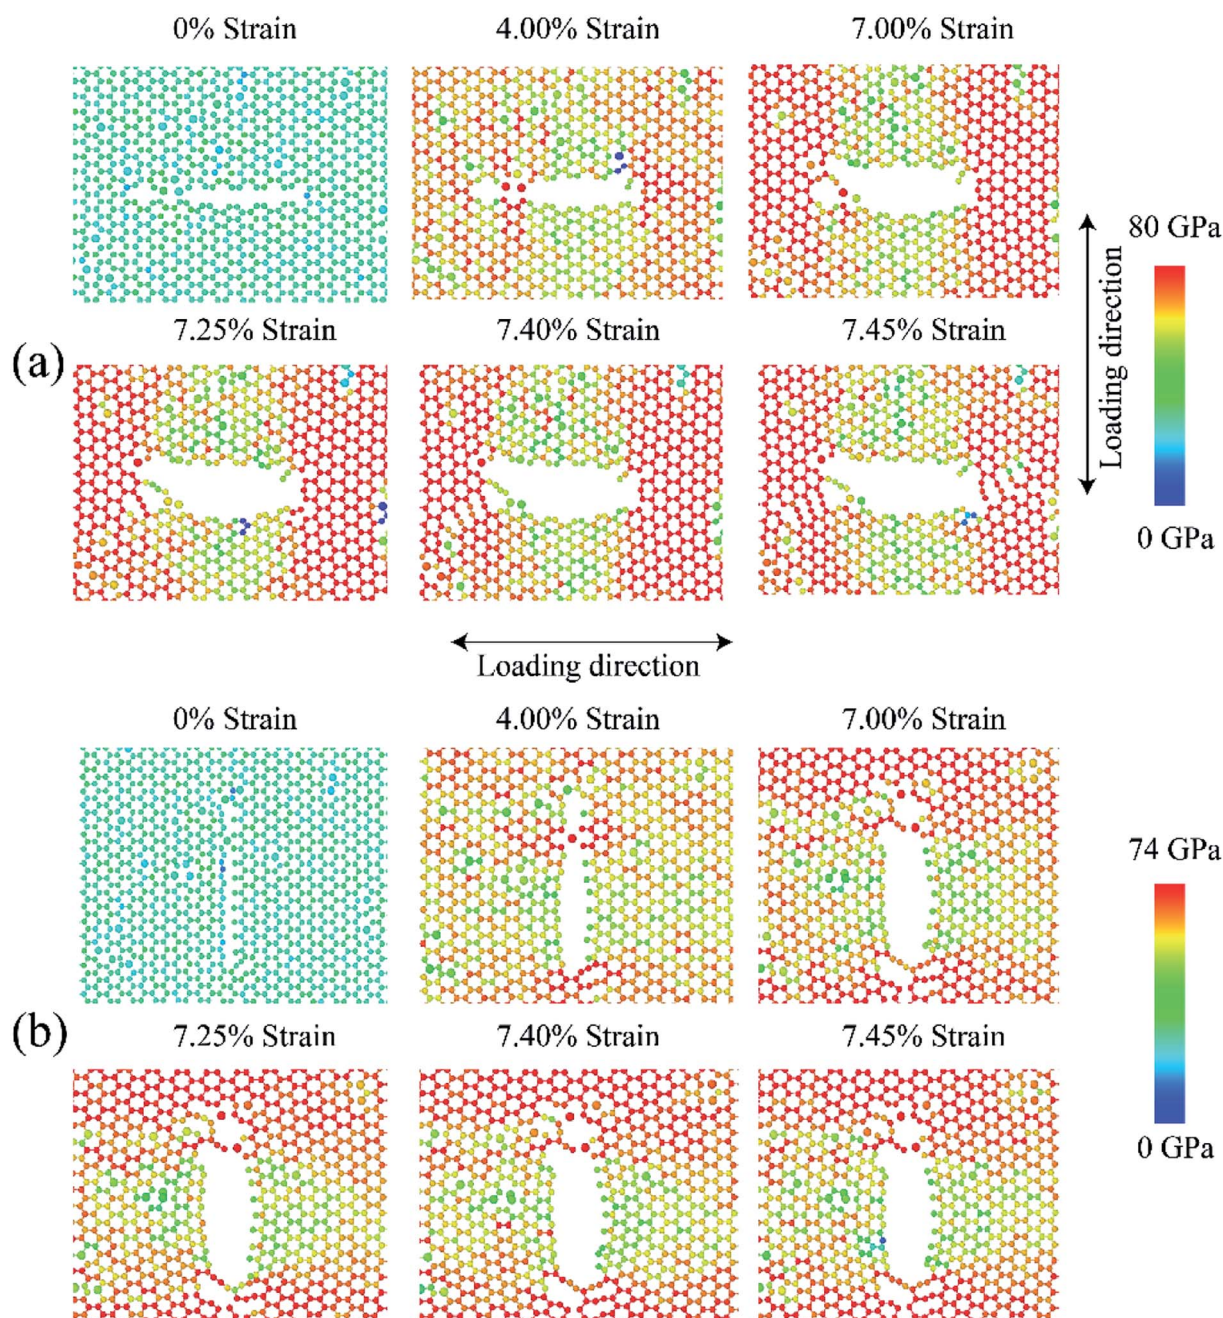 0% Strain
4.00% Strain
7.00% Strain
80 GPa
Loading direction
0 GPa
(a)
7.25% Strain
7.40% Strain
7.45% Strain
Loading direction
0% Strain
4.00% Strain
7.00% Strain
74 GPa
0 GPa
(b)
7.25% Strain
7.40% Strain
7.45% Strain